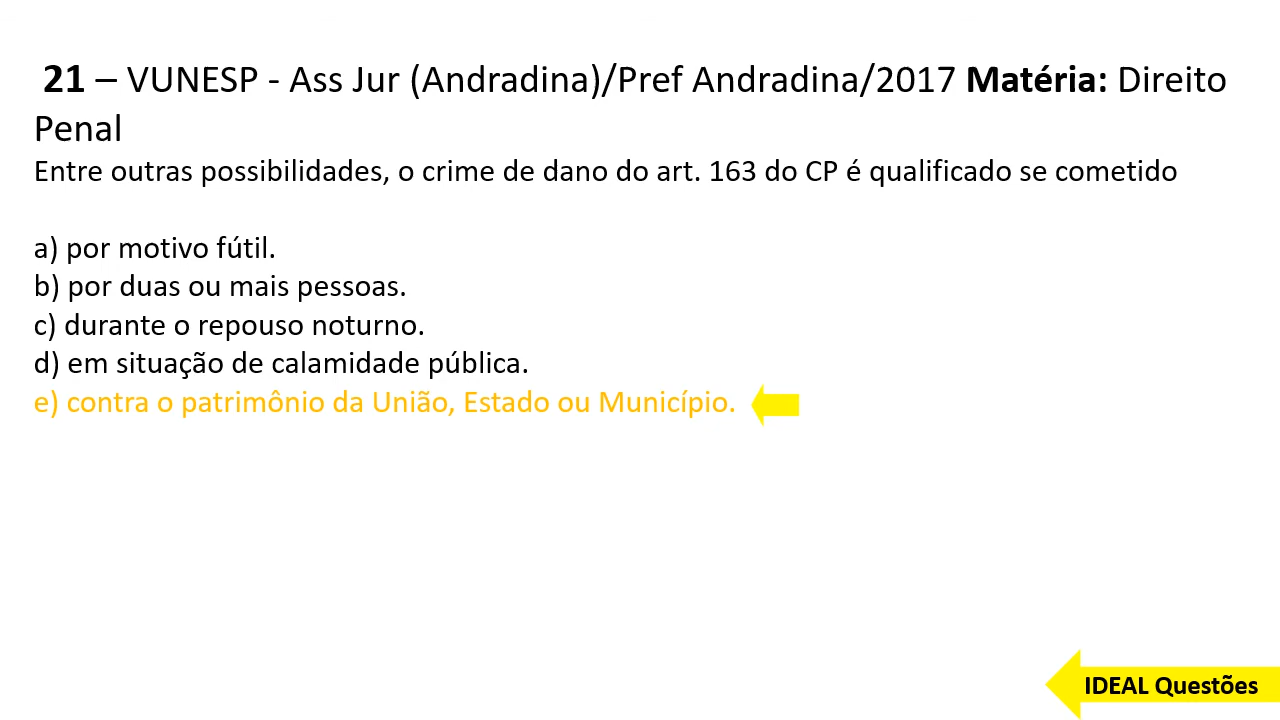 21 – VUNESP - Ass Jur (Andradina)/Pref Andradina/2017 Matéria: Direito
Penal
Entre outras possibilidades, o crime de dano do art. 163 do CP é qualificado se cometido
a) por motivo fútil.
b) por duas ou mais pessoas.
c) durante o repouso noturno.
d) em situação de calamidade pública.
e) contra o patrimônio da União, Estado ou Município.
IDEAL Questões